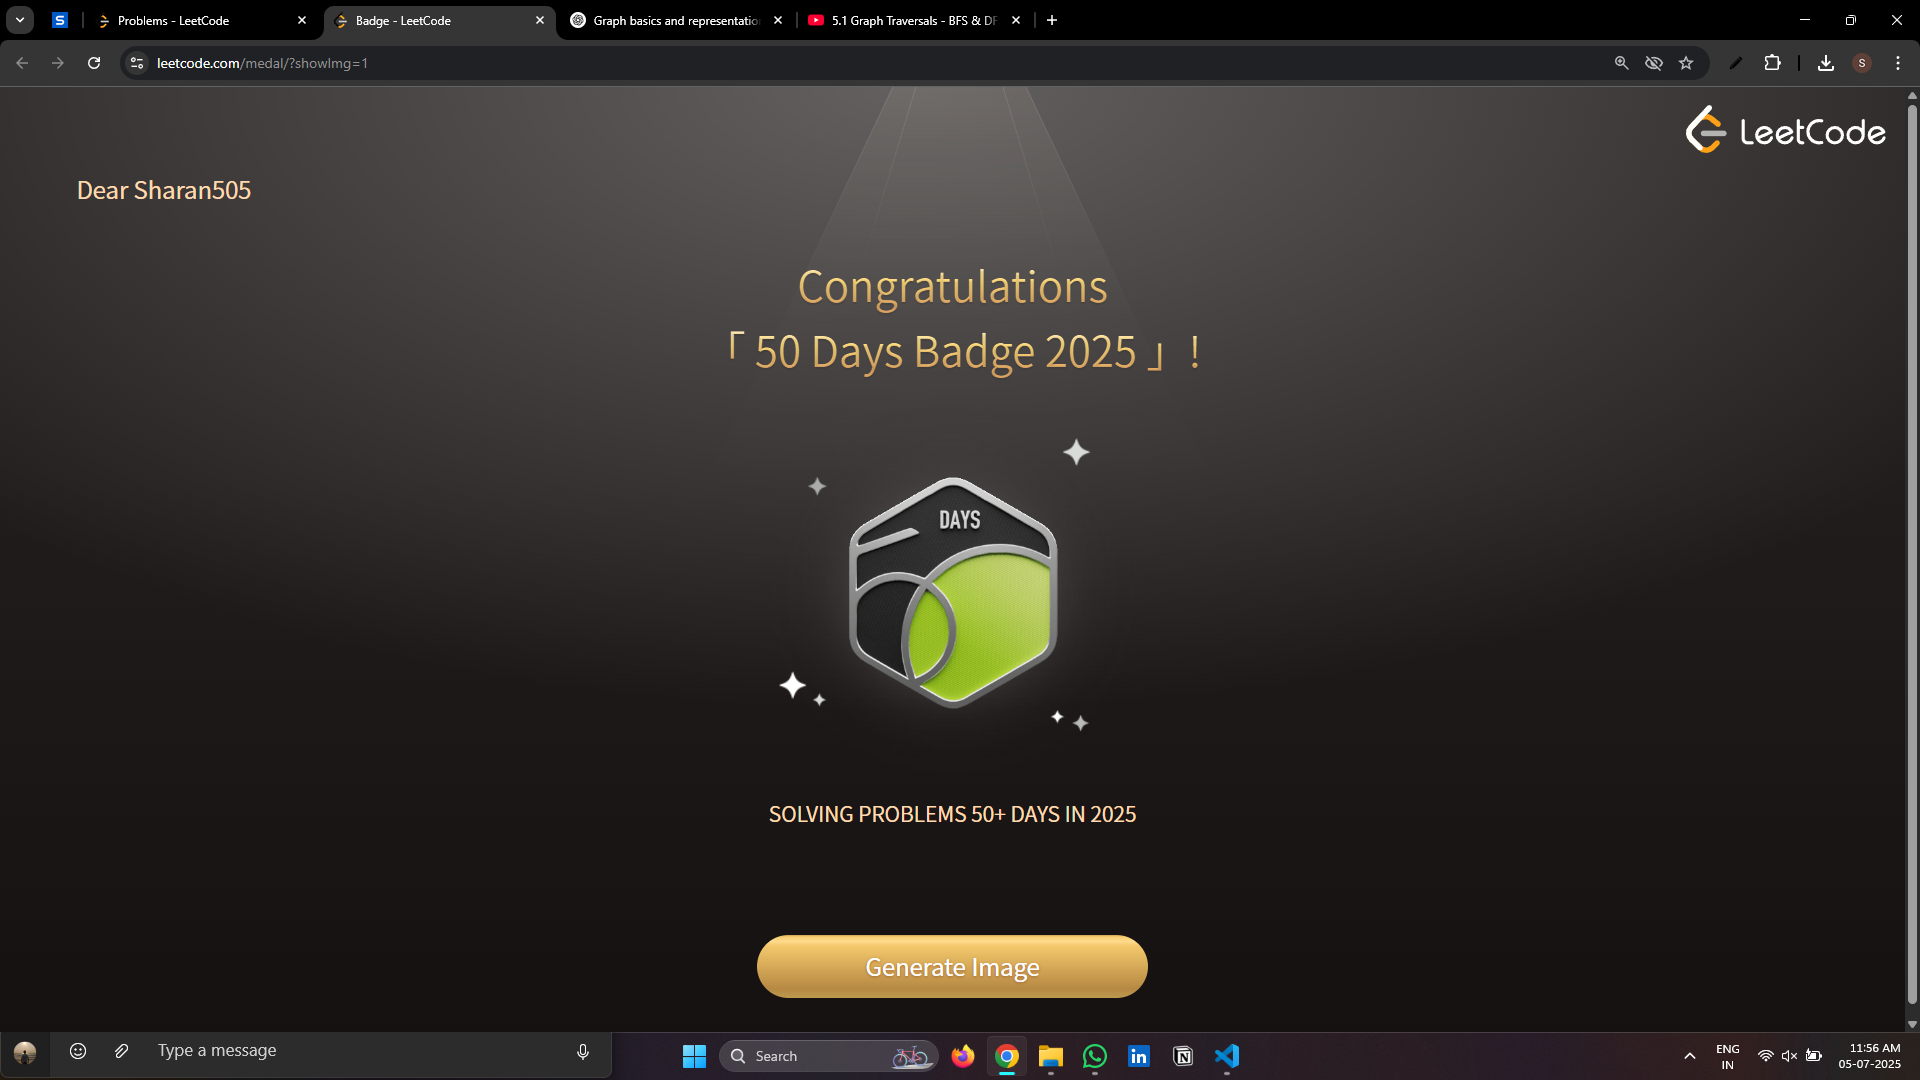 S
Problems - LeetCode
Badge - LeetCode
Graph basics and representatio
5.1 Graph Traversals - BFS & DF
leetcode.com/medal/?showImg=1
S
LeetCode
Dear Sharan505
Congratulations
「 50 Days Badge 2025 」!
DAYS
SOLVING PROBLEMS 50+ DAYS IN 2025
Generate Image
Type a message
Search
in
N
ENG
IN
11:56 AM
05-07-2025